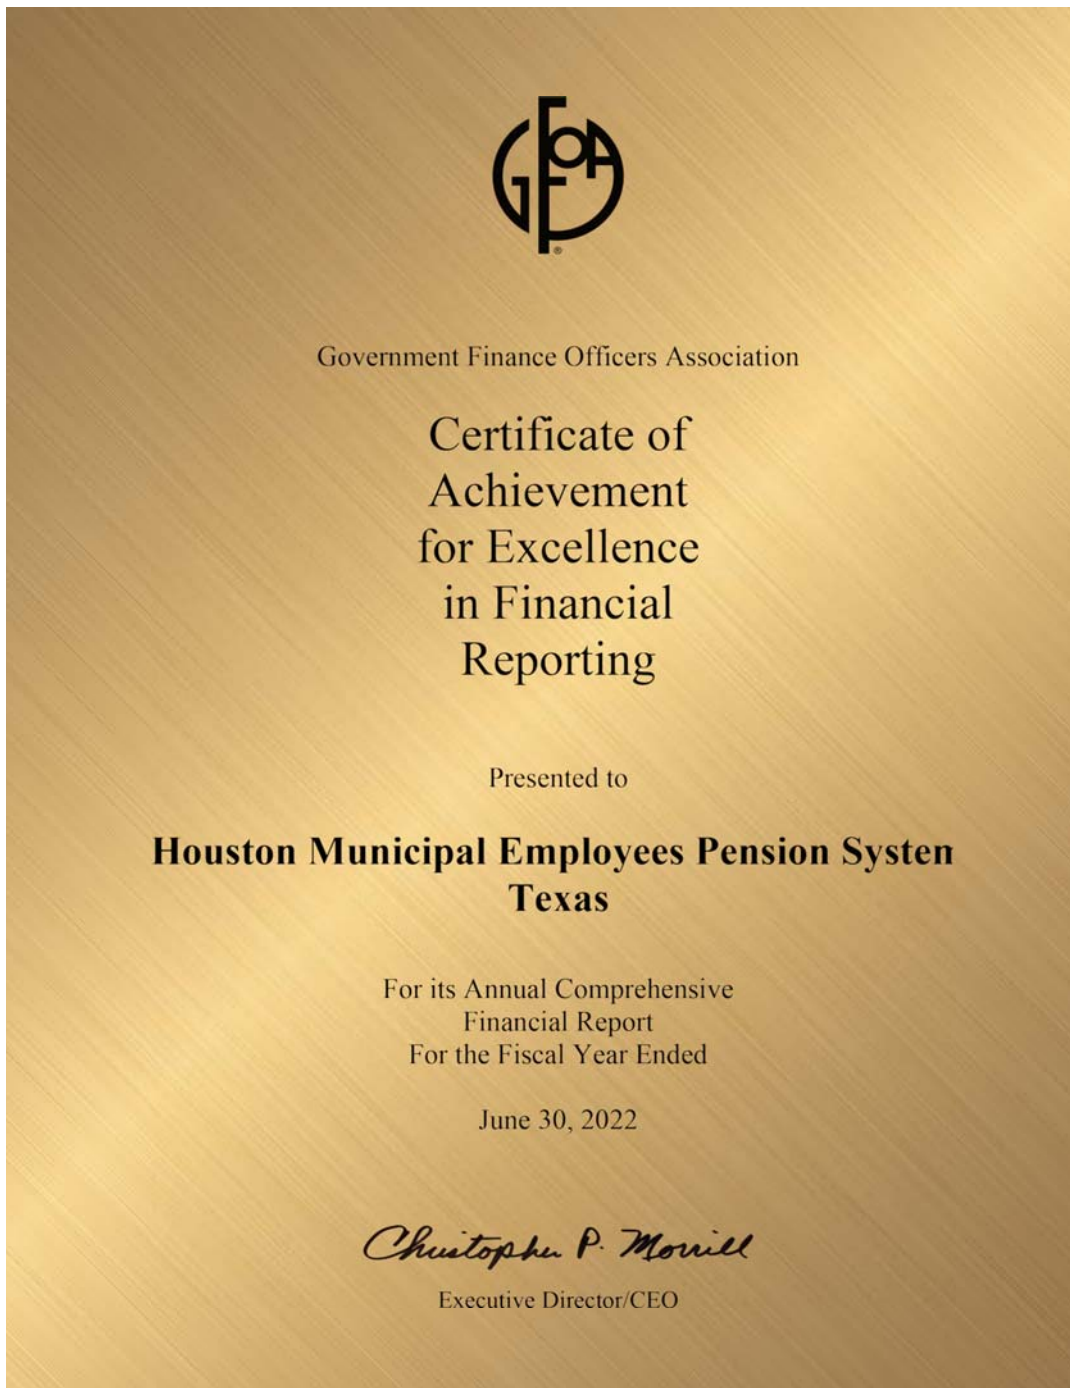 GFOA
®
Government Finance Officers Association
Certificate of
Achievement
for Excellence
in Financial
Reporting
Presented to
Houston Municipal Employees Pension Systen
Texas
For its Annual Comprehensive
Financial Report
For the Fiscal Year Ended
June 30, 2022
Christopher P. Morrill
Executive Director/CEO